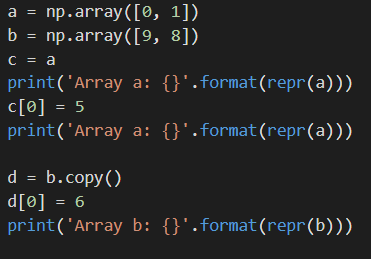 a = np.array([0, 1])
b = np.array([9, 8])
c = a
print('Array a: {}'.format(repr(a)))
c[0] = 5
print('Array a: {}'.format(repr(a)))
d = b.copy()
d[0] = 6
print('Array b: {}'.format(repr(b)))